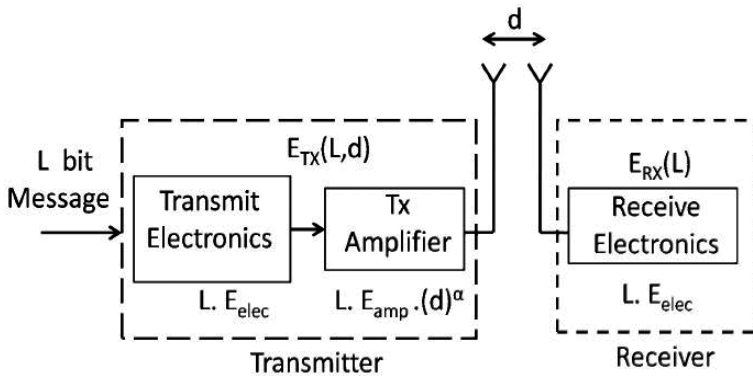 d
L bit
Message
E_TX(L,d)
Transmit
Electronics
Tx
Amplifier
L. E_elec
L. E_amp .(d)^α
Transmitter
E_RX(L)
Receive
Electronics
L. E_elec
Receiver